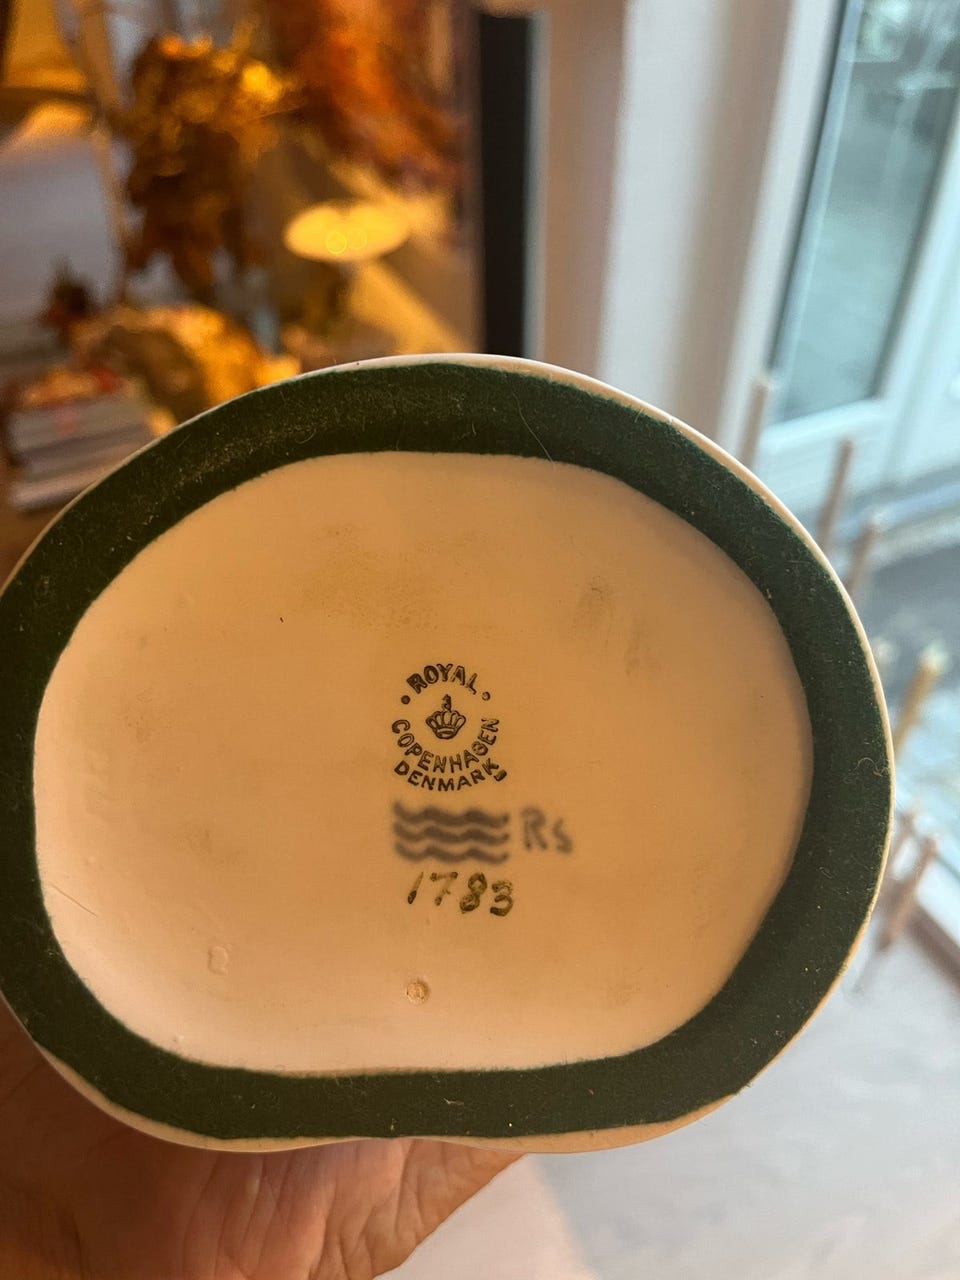 ROYAL
COPENHAGEN
DENMARK
Rs
1783